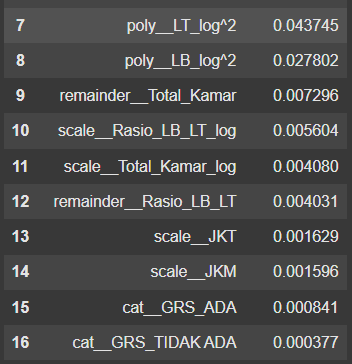 7 poly__LT_log^2 0.043745
8 poly__LB_log^2 0.027802
9 remainder__Total_Kamar 0.007296
10 scale__Rasio_LB_LT_log 0.005604
11 scale__Total_Kamar_log 0.004080
12 remainder__Rasio_LB_LT 0.004031
13 scale__JKT 0.001629
14 scale__JKM 0.001596
15 cat__GRS_ADA 0.000841
16 cat__GRS_TIDAK ADA 0.000377